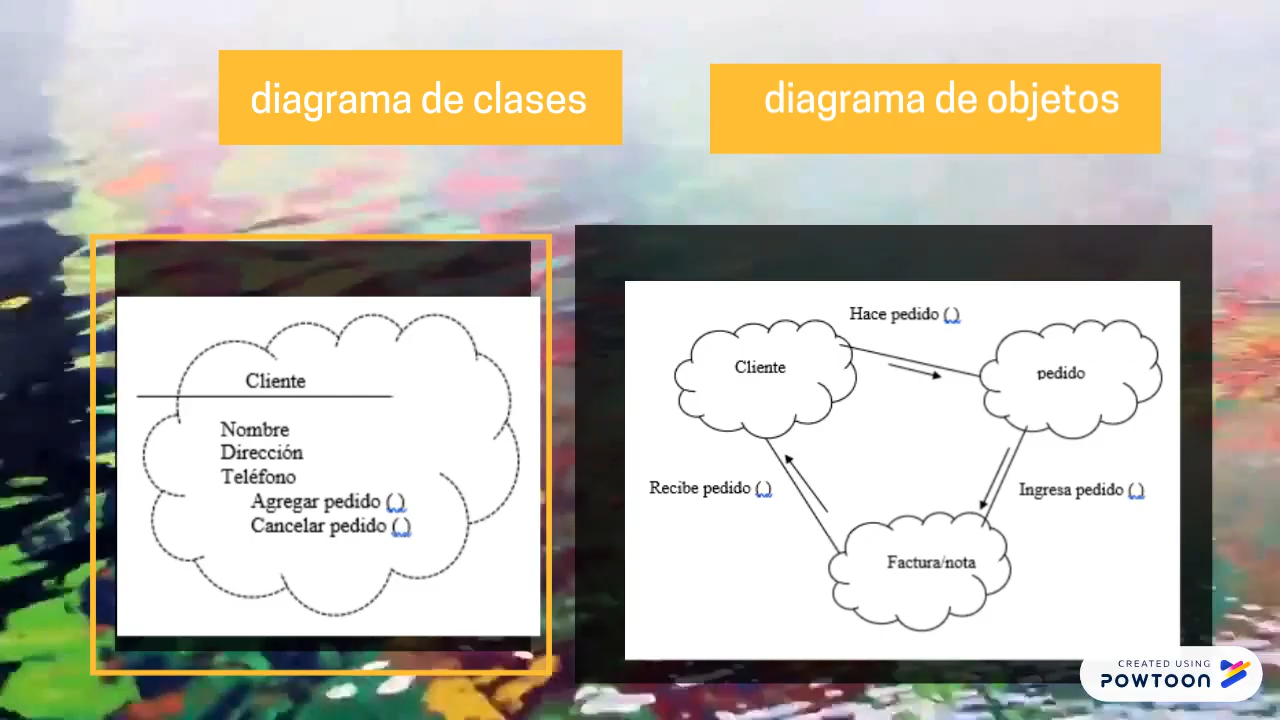 diagrama de clases
diagrama de objetos
Cliente
Nombre
Dirección
Teléfono
Agregar pedido ( )
Cancelar pedido ( )
Hace pedido ( )
Cliente
pedido
Recibe pedido ( )
Ingresa pedido ( )
Factura/nota
CREATED USING
POWTOON